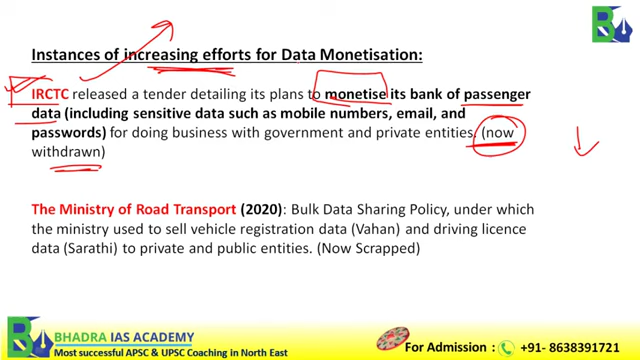 Instances of increasing efforts for Data Monetisation:
IRCTC released a tender detailing its plans to monetise its bank of passenger
data (including sensitive data such as mobile numbers, email, and
passwords) for doing business with government and private entities. (now
withdrawn)
The Ministry of Road Transport (2020): Bulk Data Sharing Policy, under which
the ministry used to sell vehicle registration data (Vahan) and driving licence
data (Sarathi) to private and public entities. (Now Scrapped)
BHADRA IAS ACADEMY
Most successful APSC & UPSC Coaching in North East
For Admission : +91- 8638391721